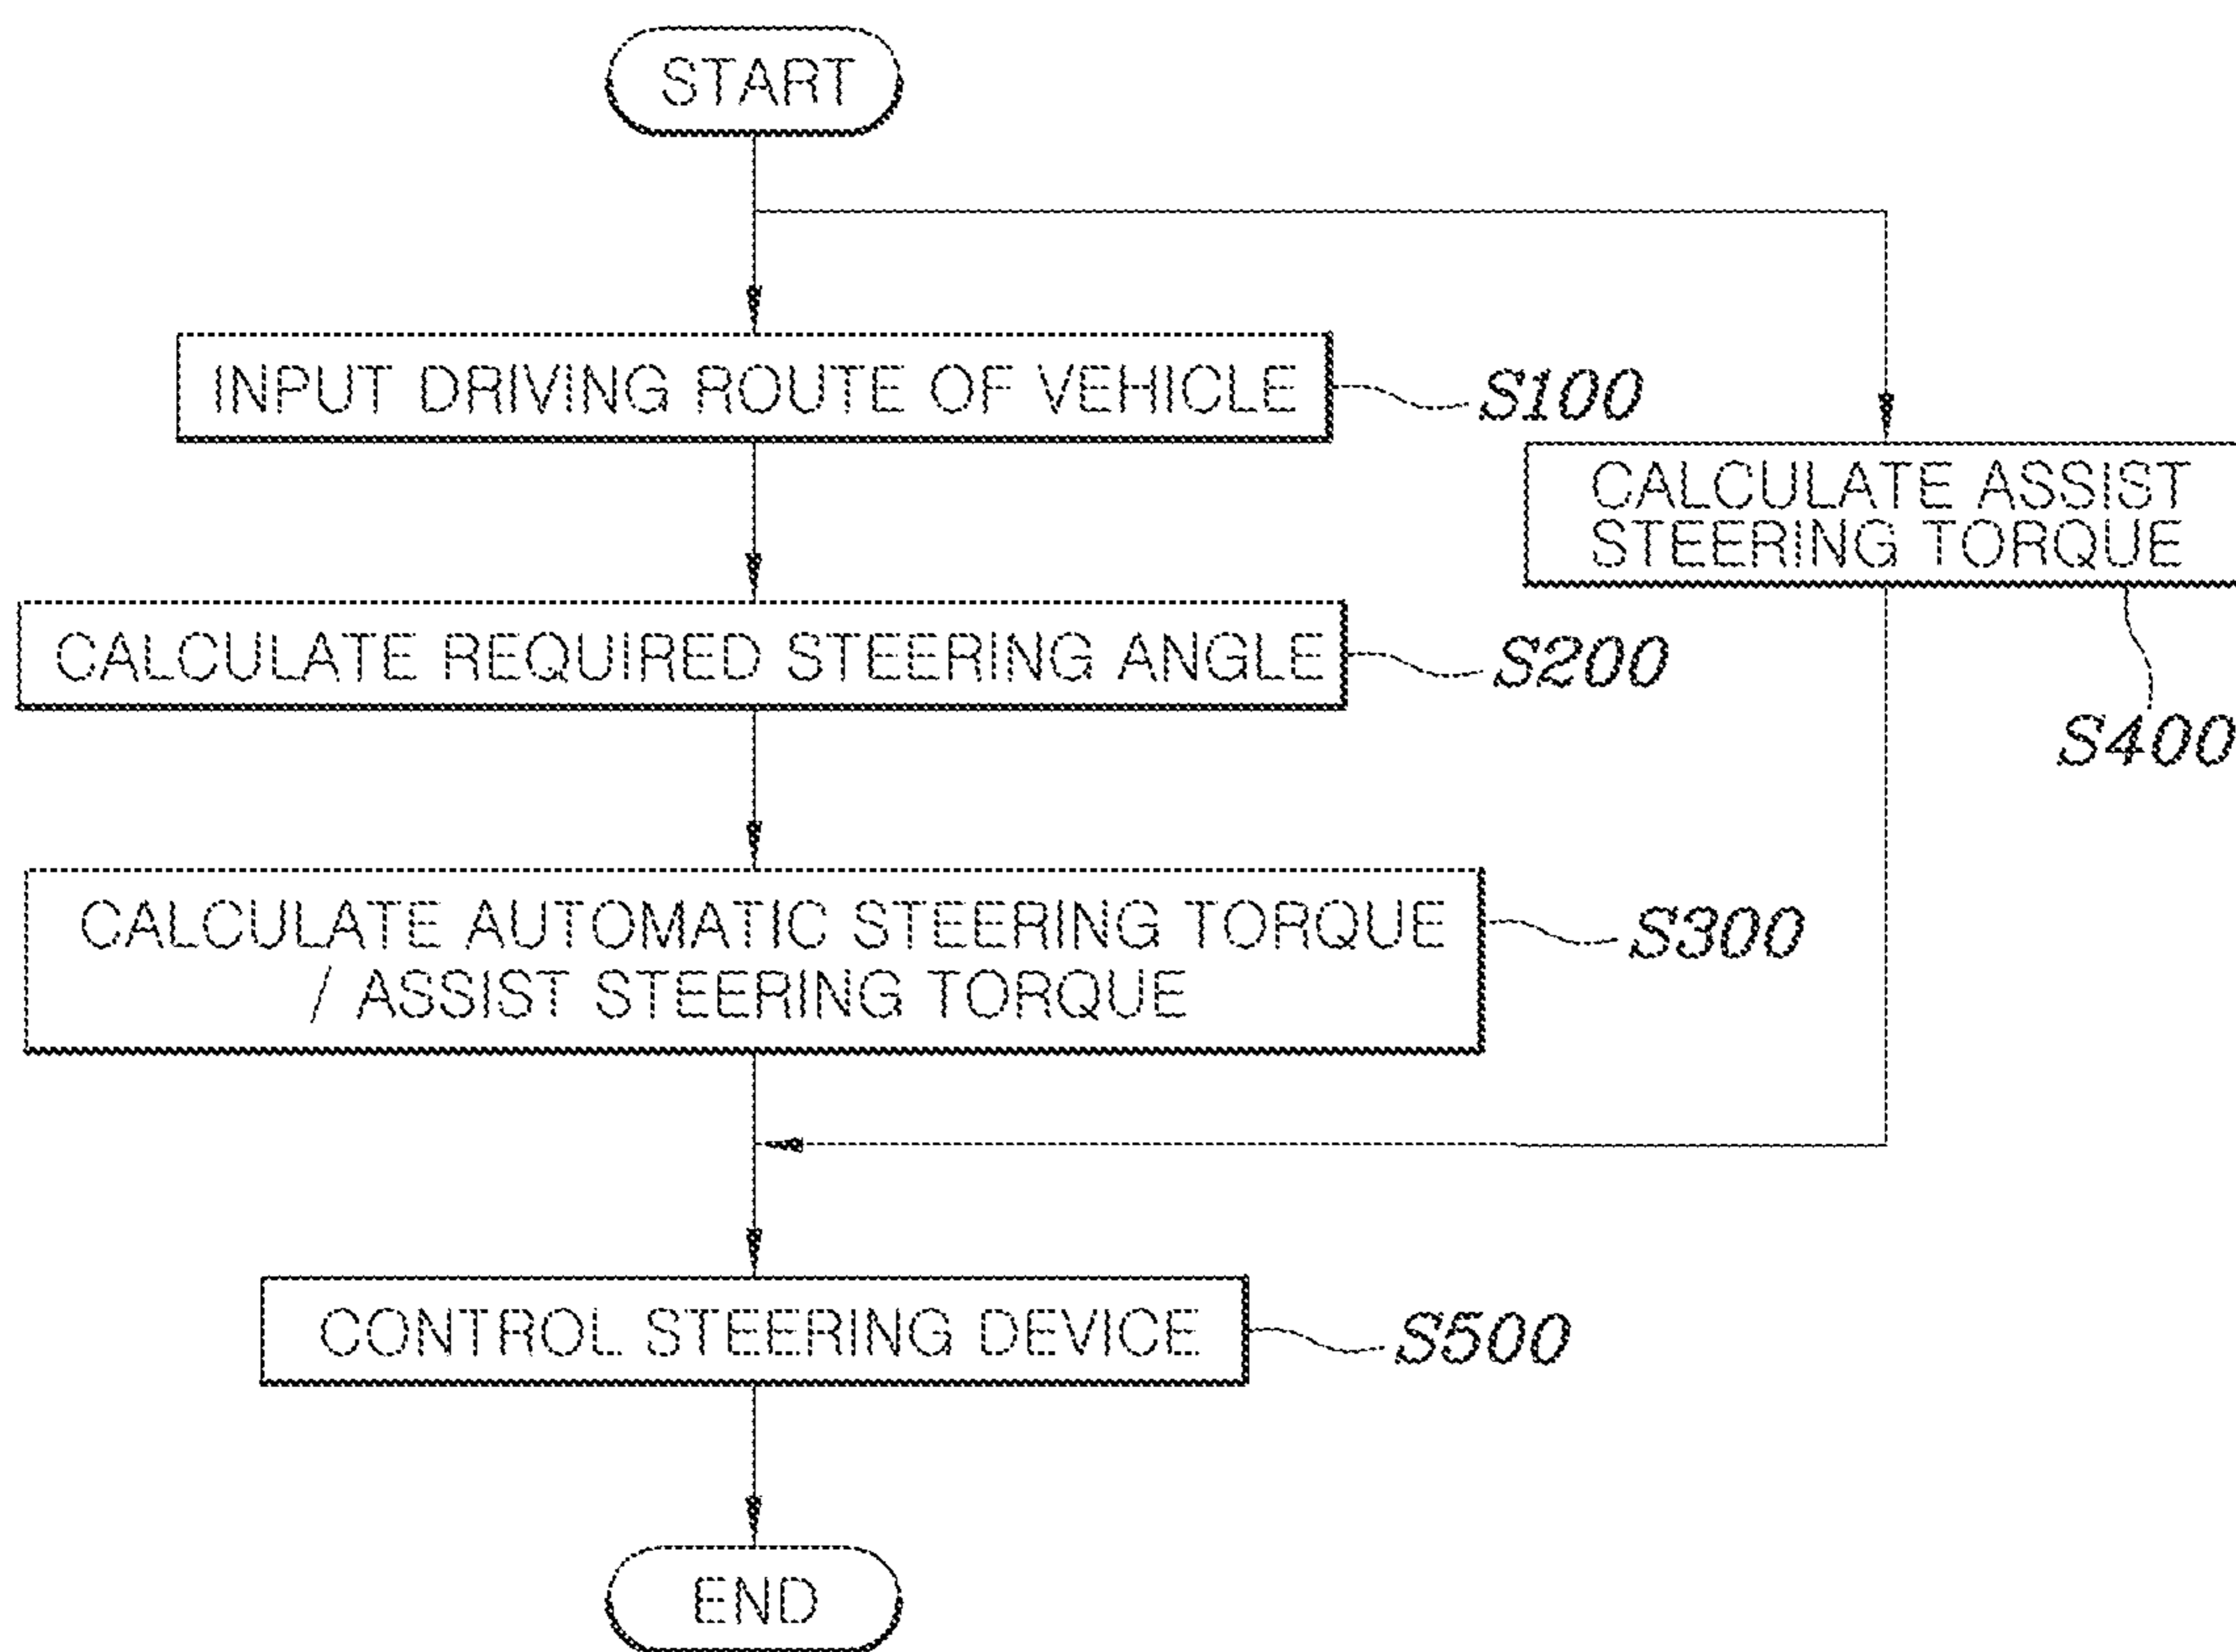 START
INPUT DRIVING ROUTE OF VEHICLE
S100
CALCULATE ASSIST
STEERING TORQUE
S400
CALCULATE REQUIRED STEERING ANGLE
S200
CALCULATE AUTOMATIC STEERING TORQUE
/ ASSIST STEERING TORQUE
S300
CONTROL STEERING DEVICE
S500
END